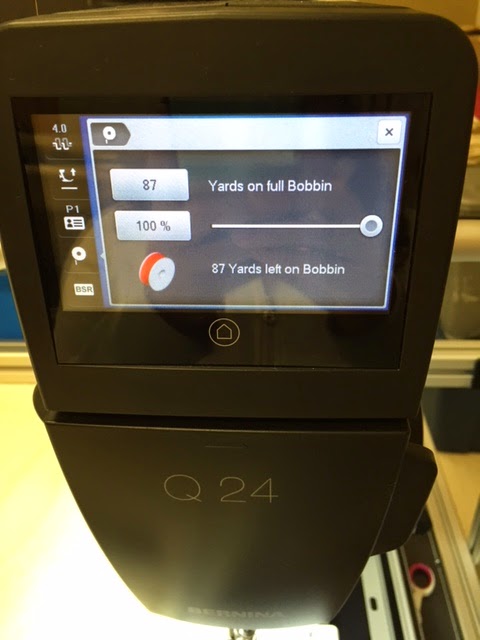 4.0
P1
BSR
87 Yards on full Bobbin
100 % 
87 Yards left on Bobbin
Q 24
BERNINA